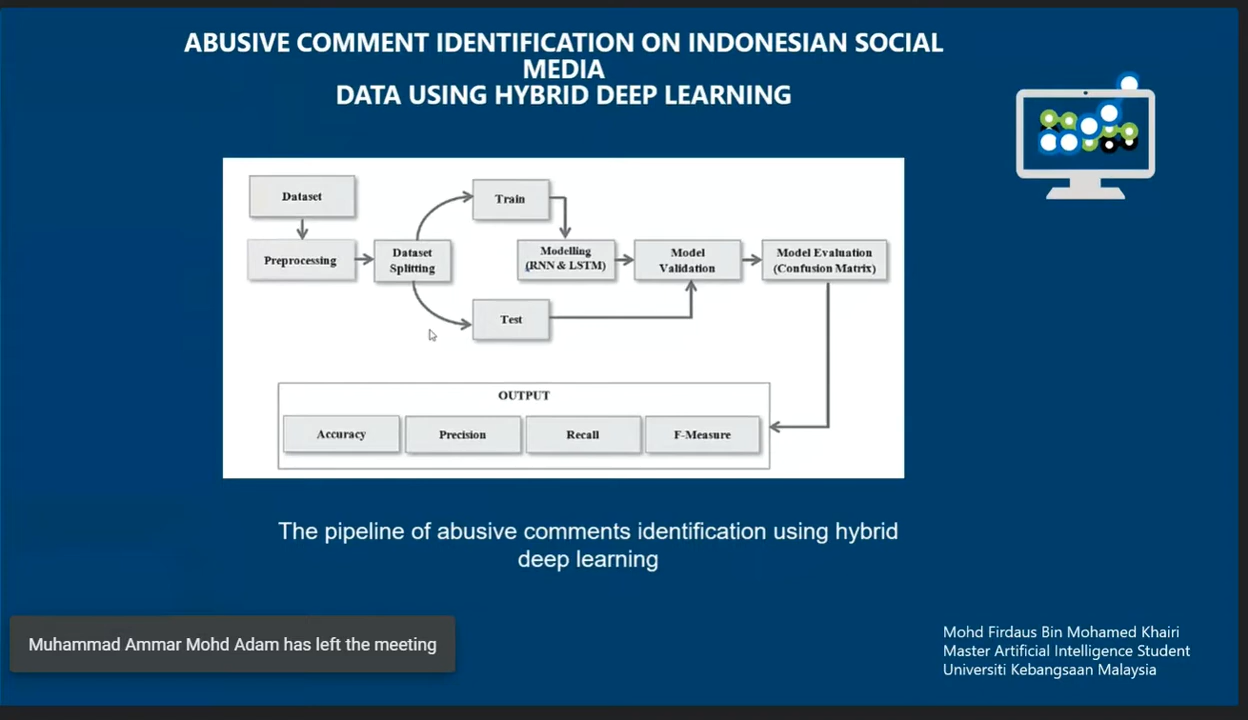 ABUSIVE COMMENT IDENTIFICATION ON INDONESIAN SOCIAL
MEDIA
DATA USING HYBRID DEEP LEARNING
Dataset
Preprocessing
Dataset
Splitting
Train
Test
Modelling
(RNN & LSTM)
Model
Validation
Model Evaluation
(Confusion Matrix)
OUTPUT
Accuracy
Precision
Recall
F-Measure
The pipeline of abusive comments identification using hybrid
deep learning
Muhammad Ammar Mohd Adam has left the meeting
Mohd Firdaus Bin Mohamed Khairi
Master Artificial Intelligence Student
Universiti Kebangsaan Malaysia